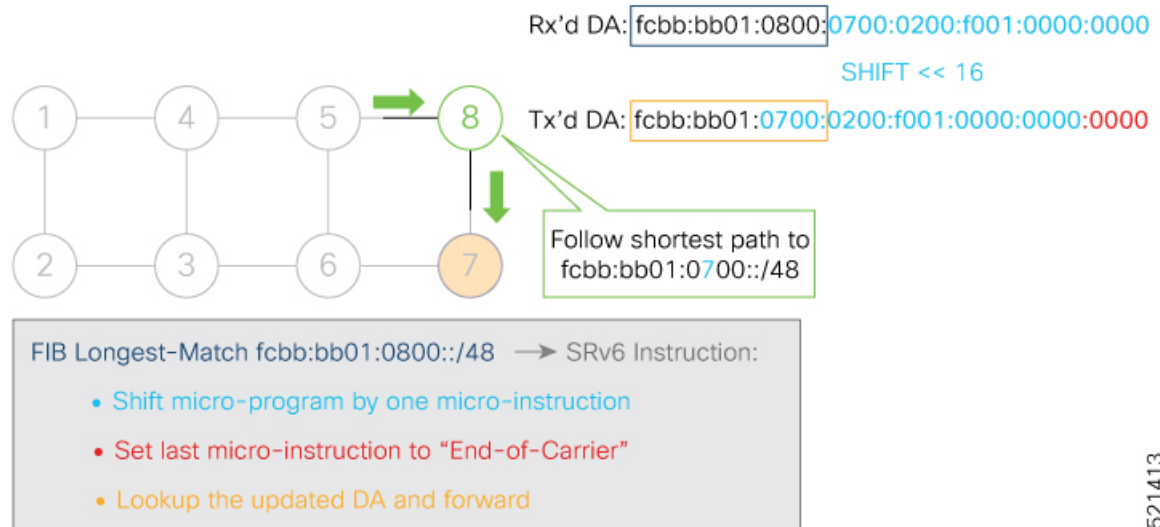 Rx'd DA: fcbb:bb01:0800:0700:0200:f001:0000:0000
SHIFT << 16
Tx'd DA: fcbb:bb01:0700:0200:f001:0000:0000:0000
1
4
5
8
2
3
6
7
Follow shortest path to
fcbb:bb01:0700::/48
FIB Longest-Match fcbb:bb01:0800::/48 → SRv6 Instruction:
• Shift micro-program by one micro-instruction
• Set last micro-instruction to “End-of-Carrier”
• Lookup the updated DA and forward
521413